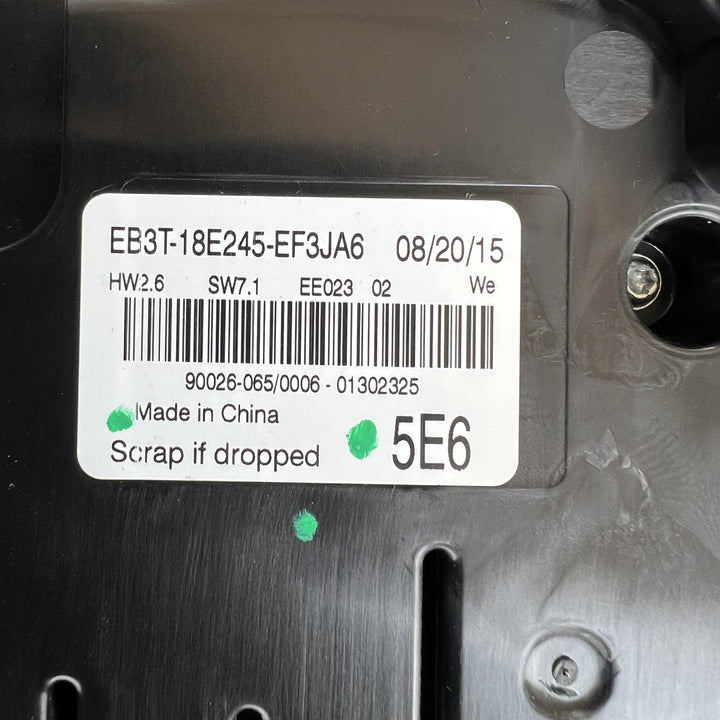 EB3T-18E245-EF3JA6 08/20/15
HW2.6 SW7.1 EE023 02 We
90026-065/0006 - 01302325
Made in China
Scrap if dropped 5E6